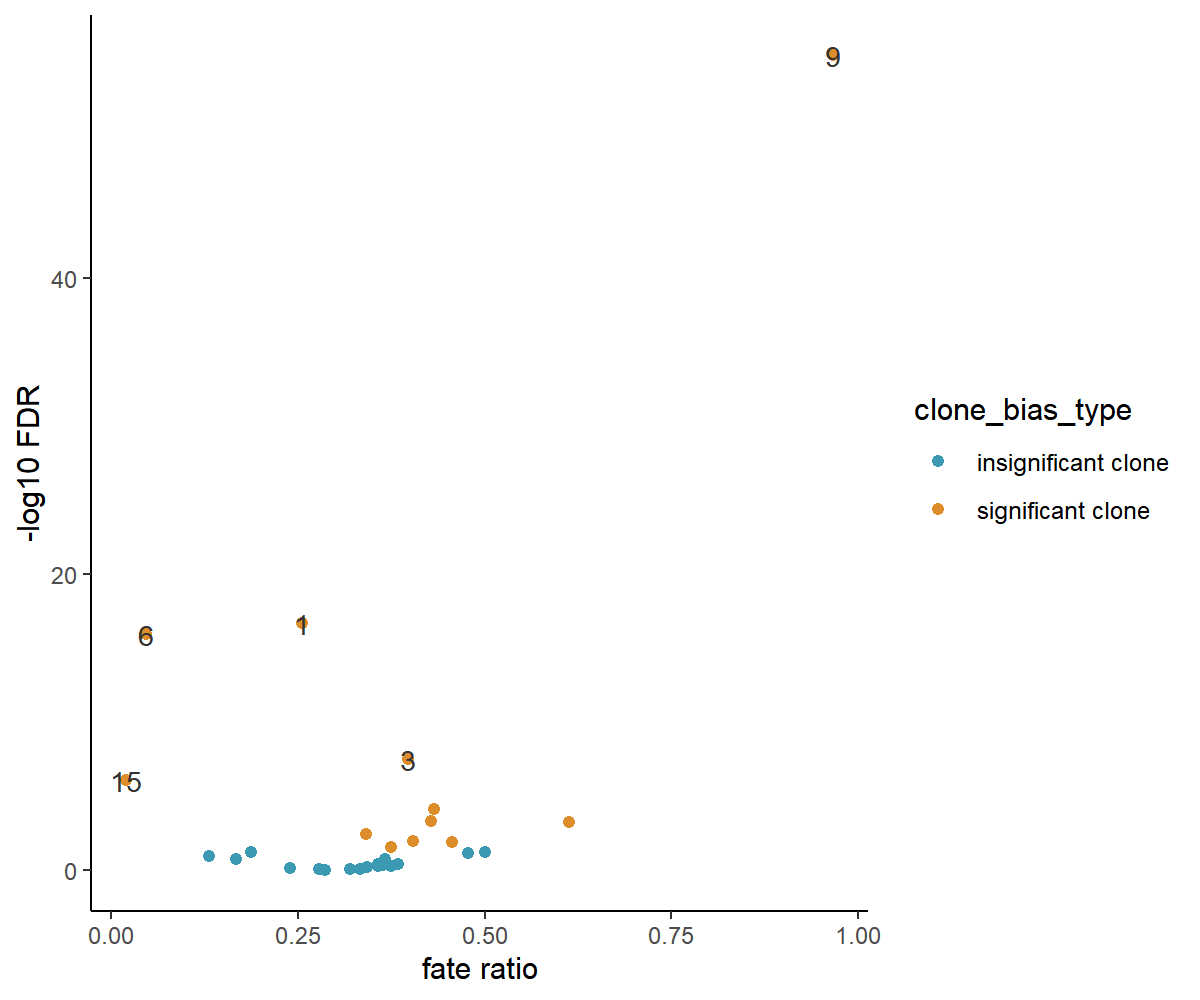 9
40
clone_bias_type
insignificant clone
significant clone
-log10 FDR
20
1
6
3
15
0
0.00 0.25 0.50 0.75 1.00
fate ratio